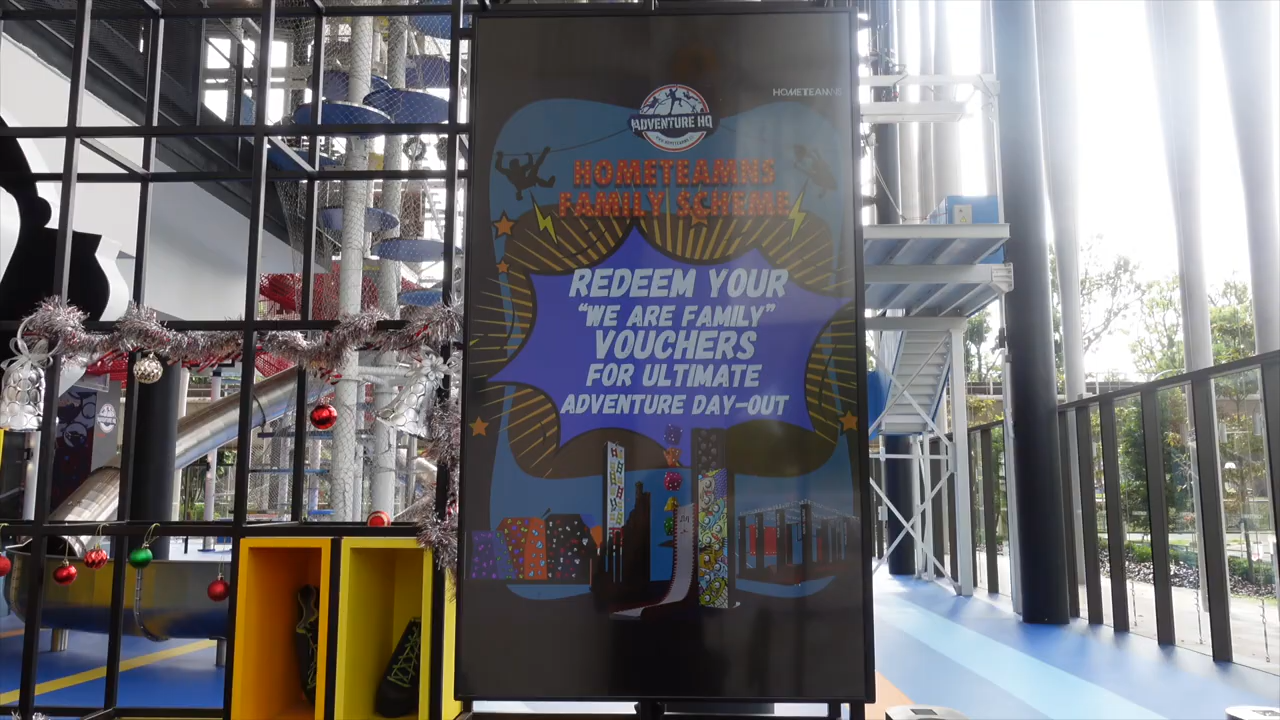 HOMETEAMNS
ADVENTURE HQ
HOMETEAMNS
FAMILY SCHEME
REDEEM YOUR
“WE ARE FAMILY”
VOUCHERS
FOR ULTIMATE
ADVENTURE DAY-OUT